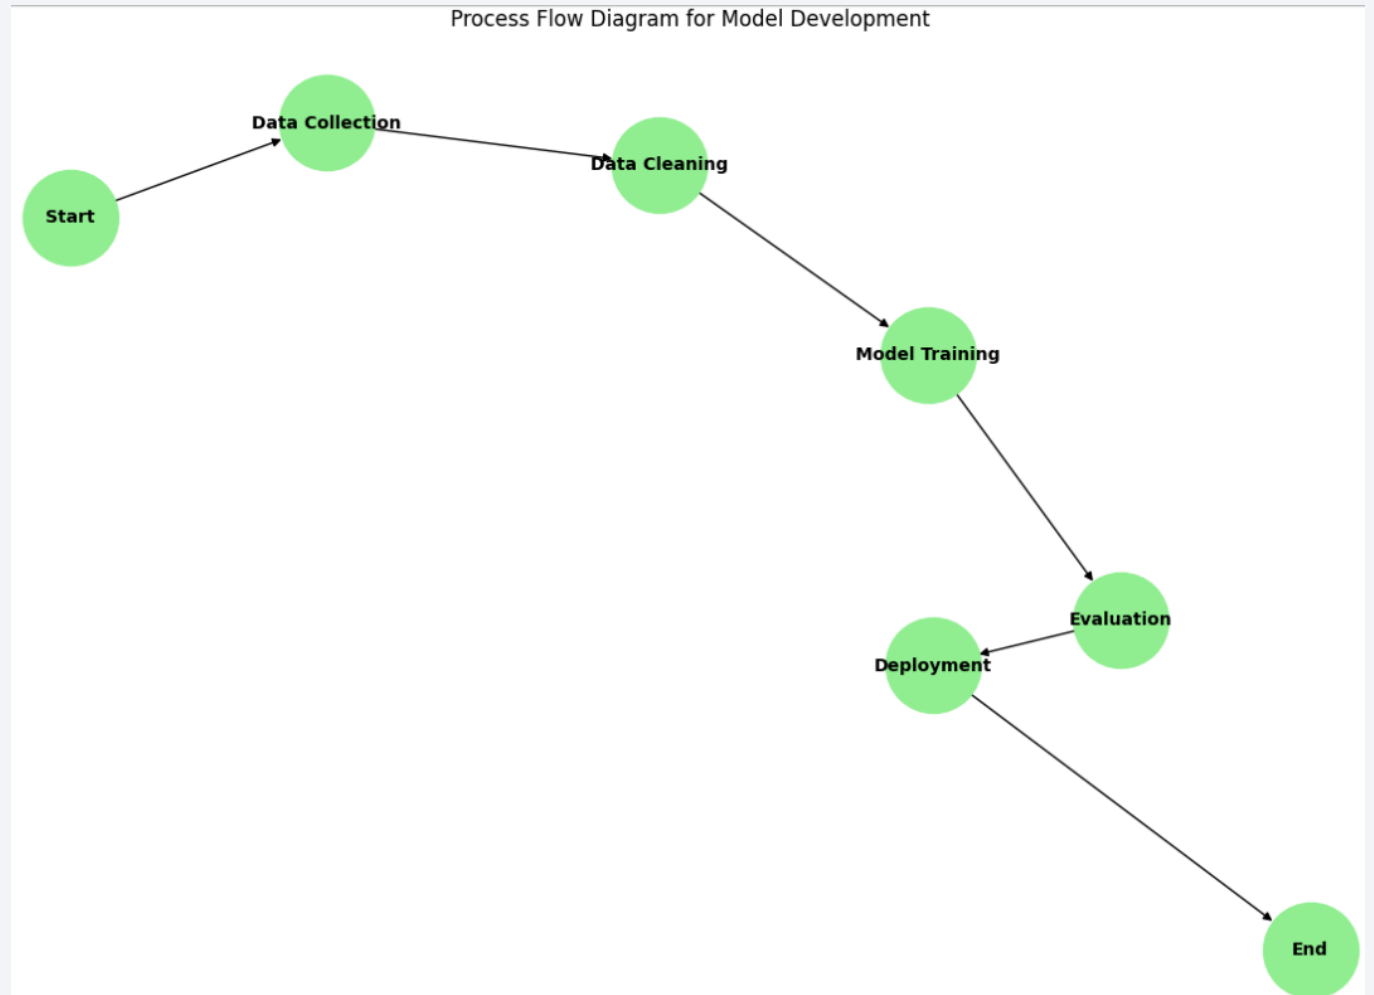 Process Flow Diagram for Model Development
Start
Data Collection
Data Cleaning
Model Training
Evaluation
Deployment
End